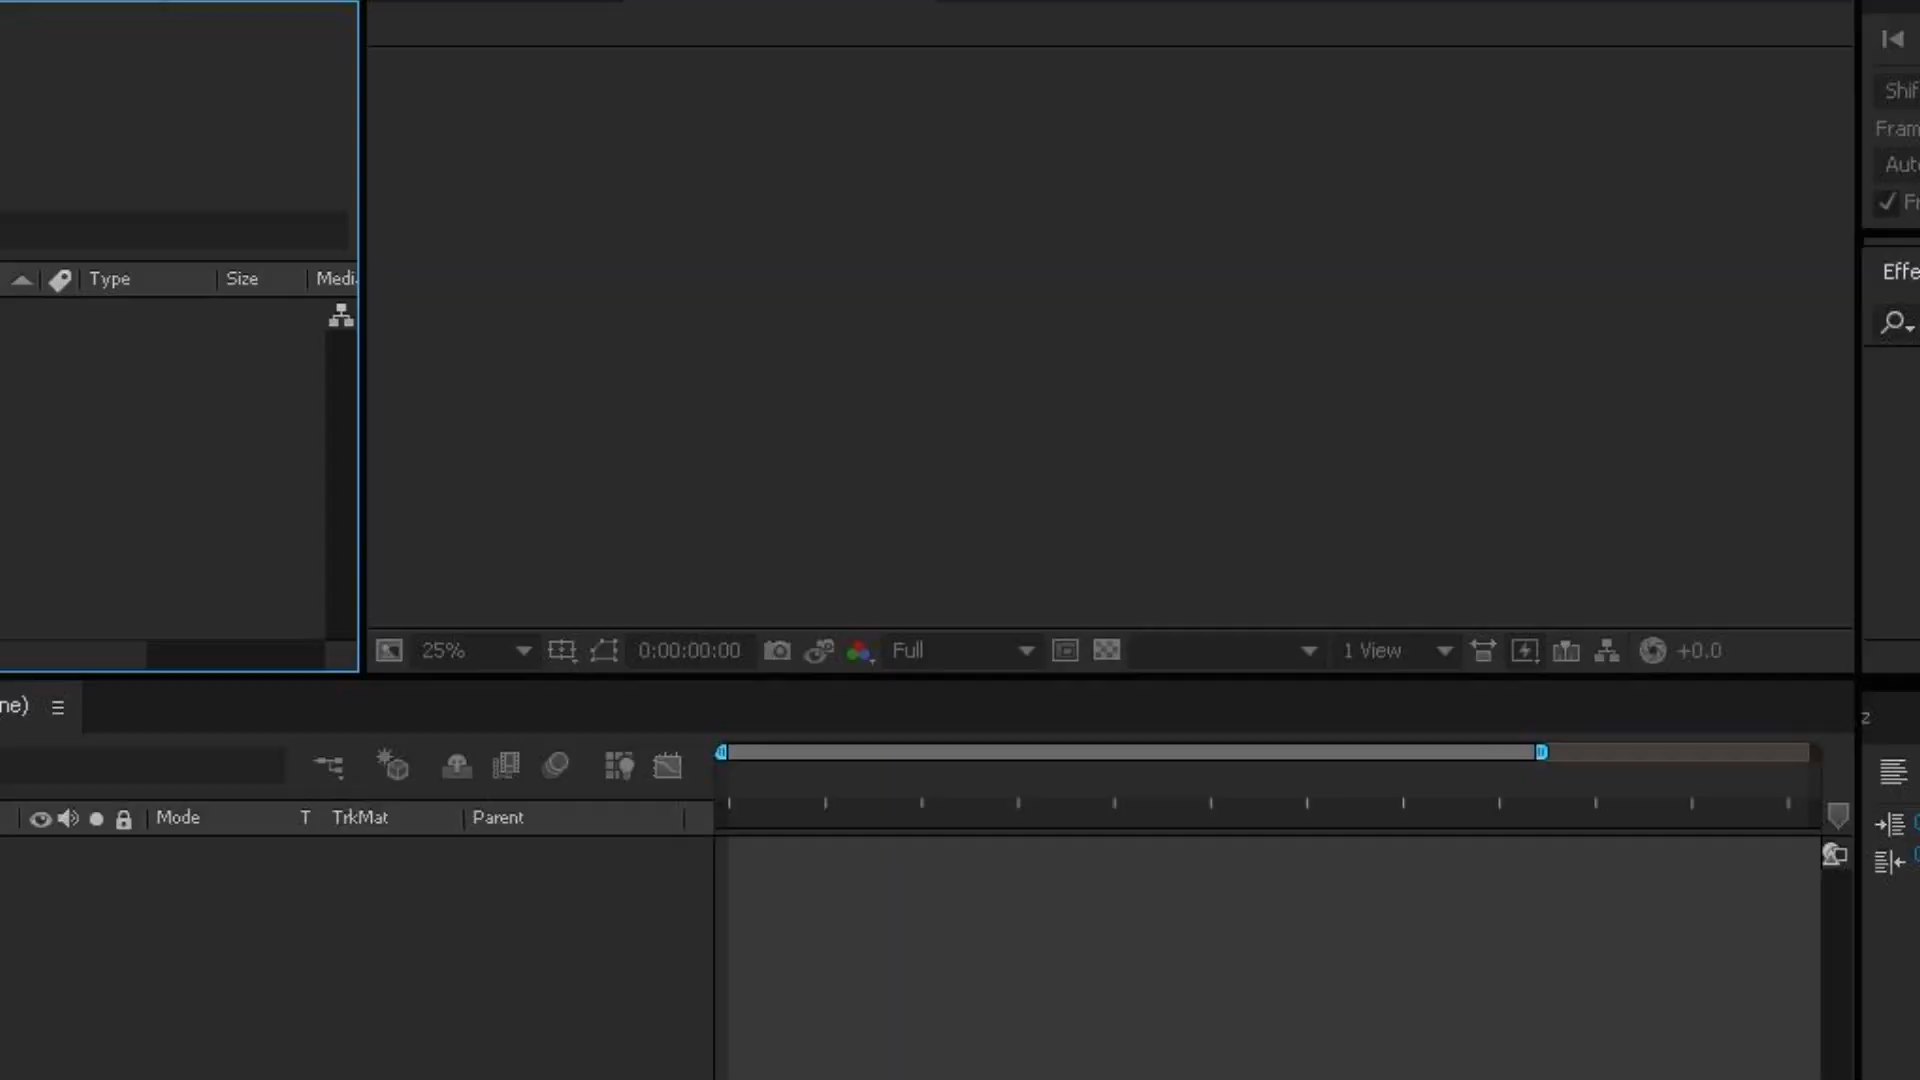 Shif
Fram
Aut
Fr
Type Size Medi
Effe
25% 0:00:00:00 Full 1 View +0.0
ne)
z
Mode T TrkMat Parent